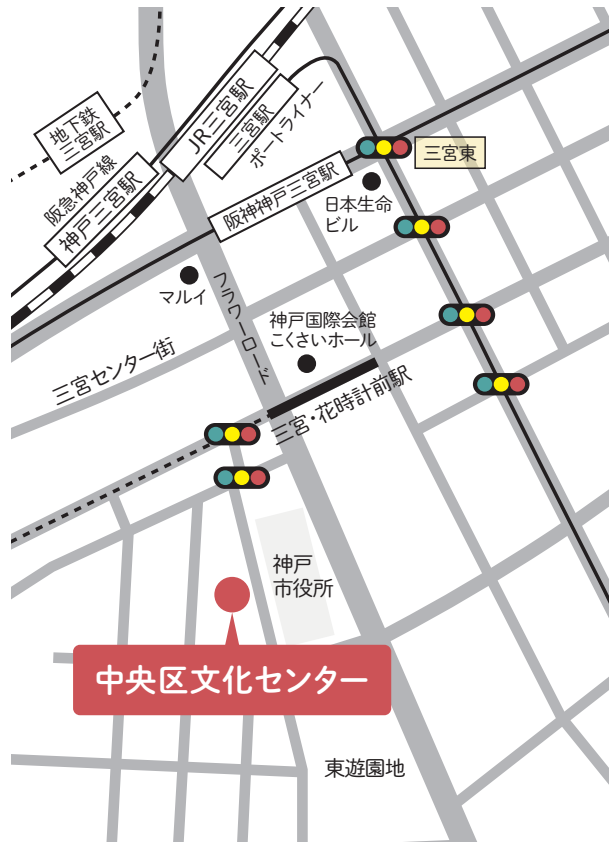 地下鉄
三宮駅
JR三宮駅
三宮駅
ポートライナー
阪急神戸線
神戸三宮駅
阪神神戸三宮駅
三宮東
日本生命
ビル
マルイ
フラワーロード
神戸国際会館
こくさいホール
三宮センター街
三宮・花時計前駅
神戸
市役所
中央区文化センター
東遊園地